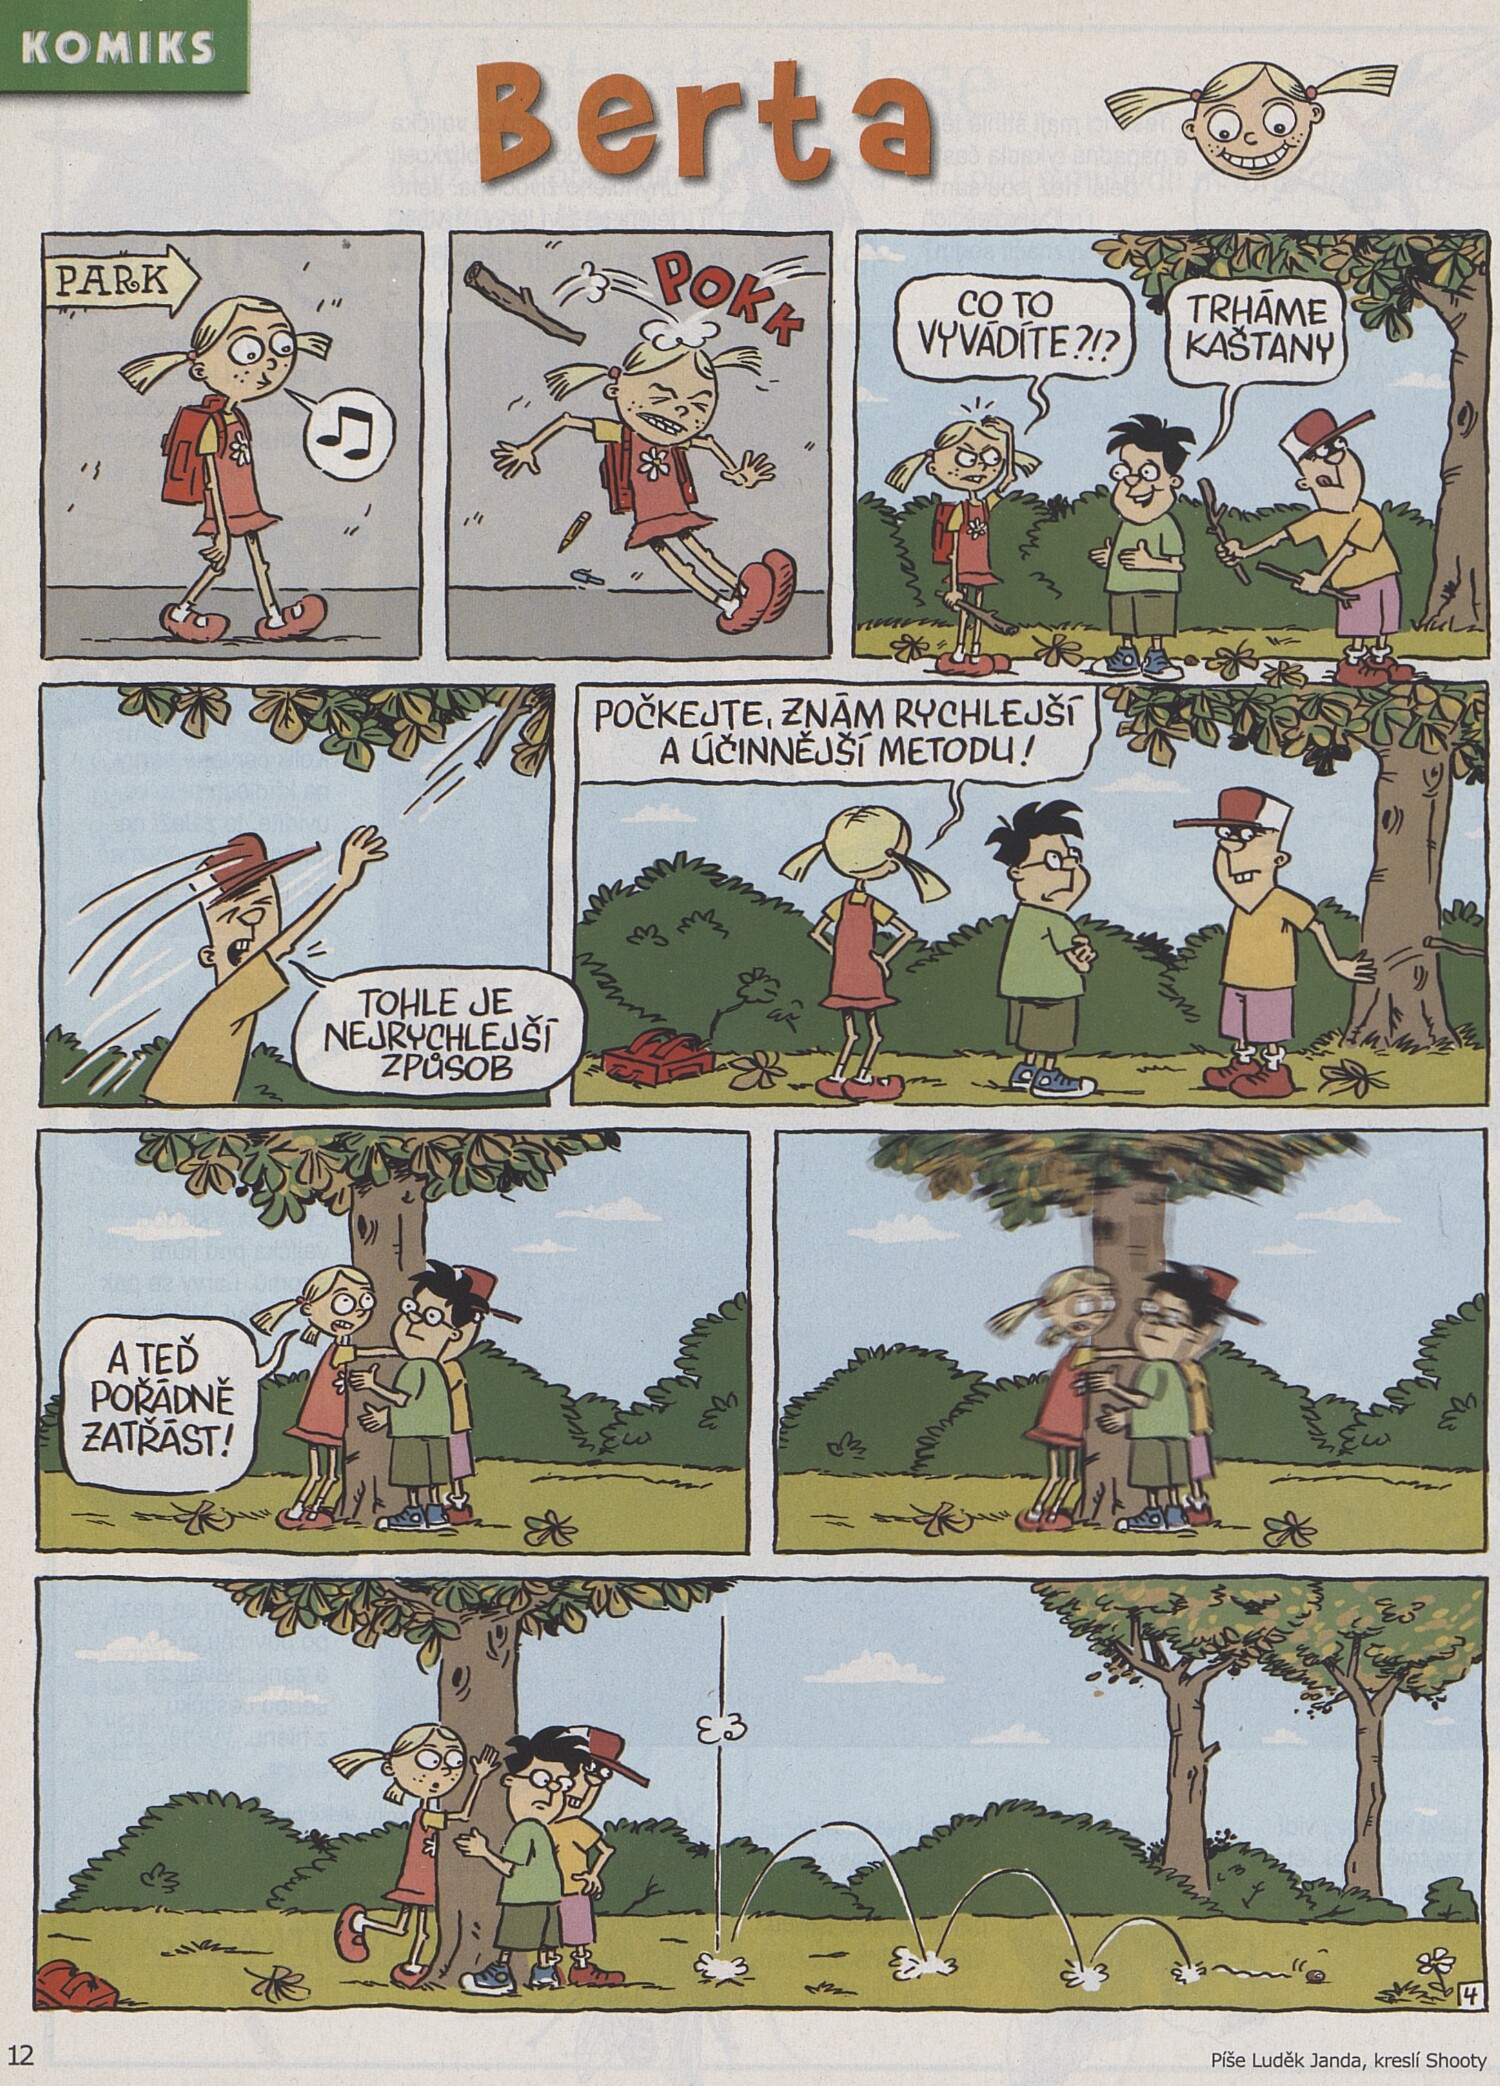 KOMIKS
Berta
PARK
POKK
CO TO
VYVÁDÍTE?!?
TRHÁME
KAŠTANY
TOHLE JE
NEJRYCHLEJŠÍ
ZPŮSOB
POČKEJTE, ZNÁM RYCHLEJŠÍ
A ÚČINNĚJŠÍ METODU!
A TEĎ
POŘÁDNĚ
ZATŘÁST!
4
12
Píše Luděk Janda, kreslí Shooty